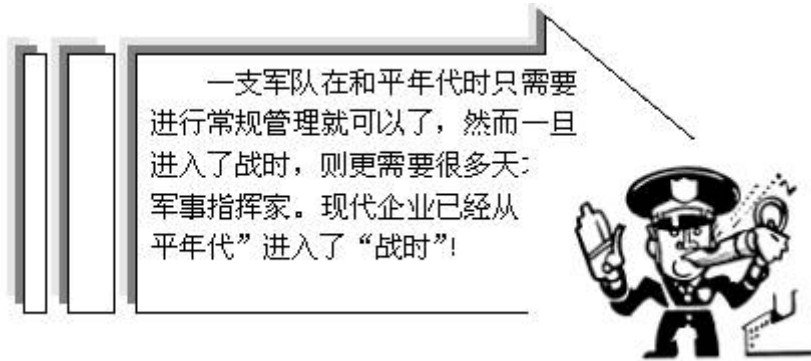 一支军队在和平年代时只需要
进行常规管理就可以了，然而一旦
进入了战时，则更需要很多天
军事指挥家。现代企业已经从
平年代”进入了“战时”!